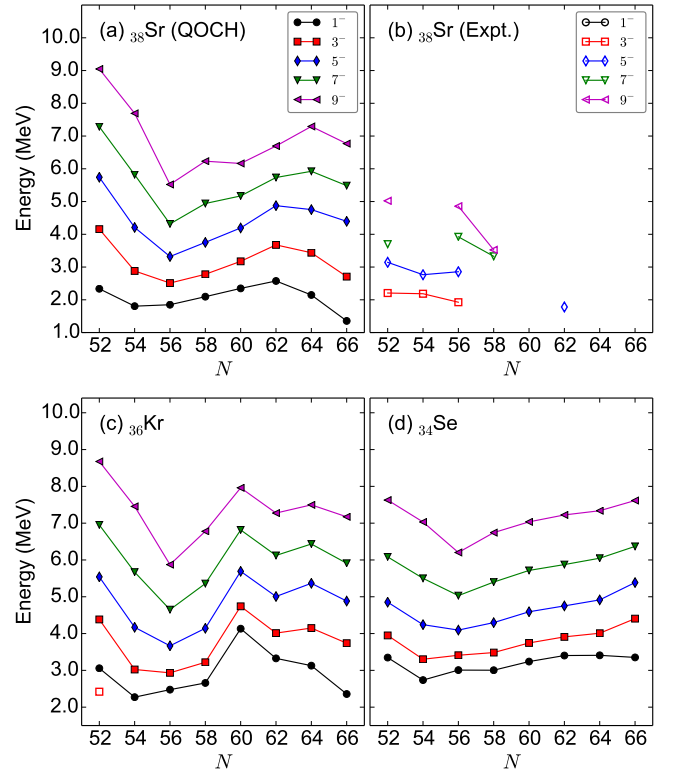 (a) ₃₈Sr (QOCH)
1⁻
3⁻
5⁻
7⁻
9⁻
Energy (MeV)
10.0
9.0
8.0
7.0
6.0
5.0
4.0
3.0
2.0
1.0
52 54 56 58 60 62 64 66
N
(b) ₃₈Sr (Expt.)
1⁻
3⁻
5⁻
7⁻
9⁻
52 54 56 58 60 62 64 66
N
(c) ₃₆Kr
Energy (MeV)
10.0
9.0
8.0
7.0
6.0
5.0
4.0
3.0
2.0
52 54 56 58 60 62 64 66
N
(d) ₃₄Se
52 54 56 58 60 62 64 66
N